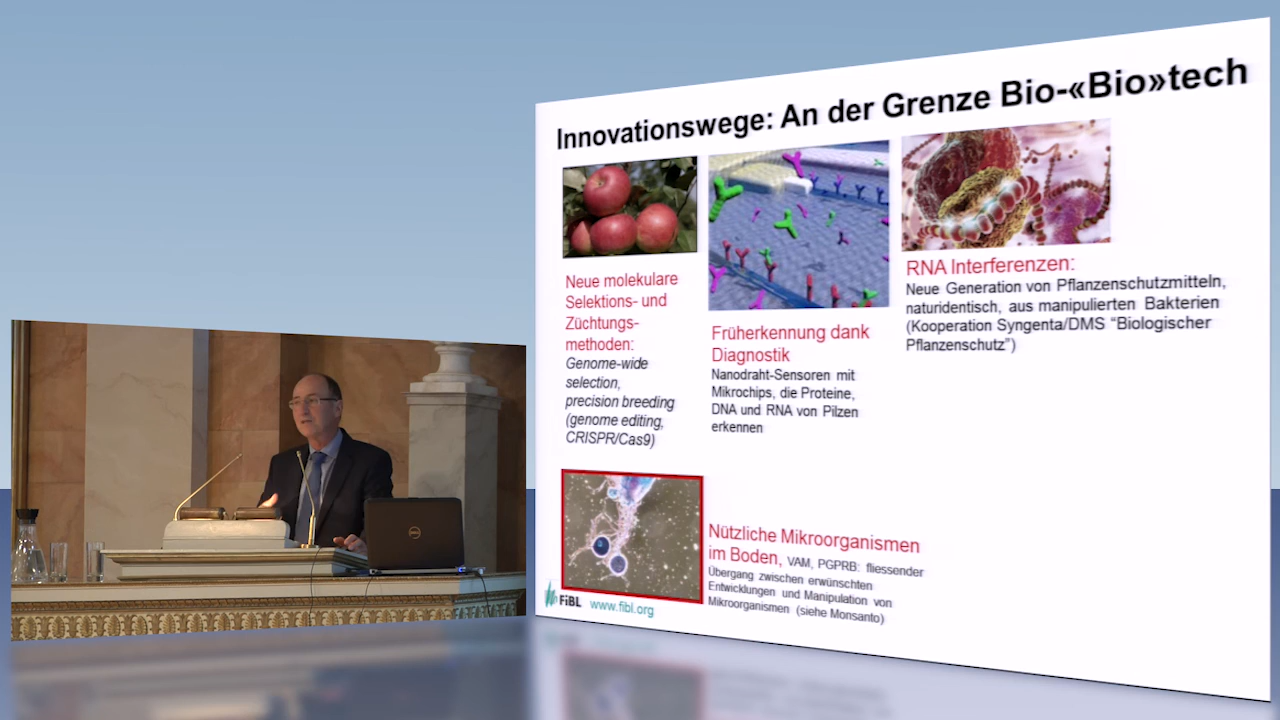 Innovationswege: An der Grenze Bio-«Bio»tech
Neue molekulare
Selektions- und
Züchtungs-
methoden:
Genome-wide
selection,
precision breeding
(genome editing,
CRISPR/Cas9)
Früherkennung dank
Diagnostik
Nanodraht-Sensoren mit
Mikrochips, die Proteine,
DNA und RNA von Pilzen
erkennen
RNA Interferenzen:
Neue Generation von Pflanzenschutzmitteln,
naturidentisch, aus manipulierten Bakterien
(Kooperation Syngenta/DMS “Biologischer
Pflanzenschutz”)
Nützliche Mikroorganismen
im Boden, VAM, PGPRB: fliessender
Übergang zwischen erwünschten
Entwicklungen und Manipulation von
Mikroorganismen (siehe Monsanto)
FiBL www.fibl.org
DELL